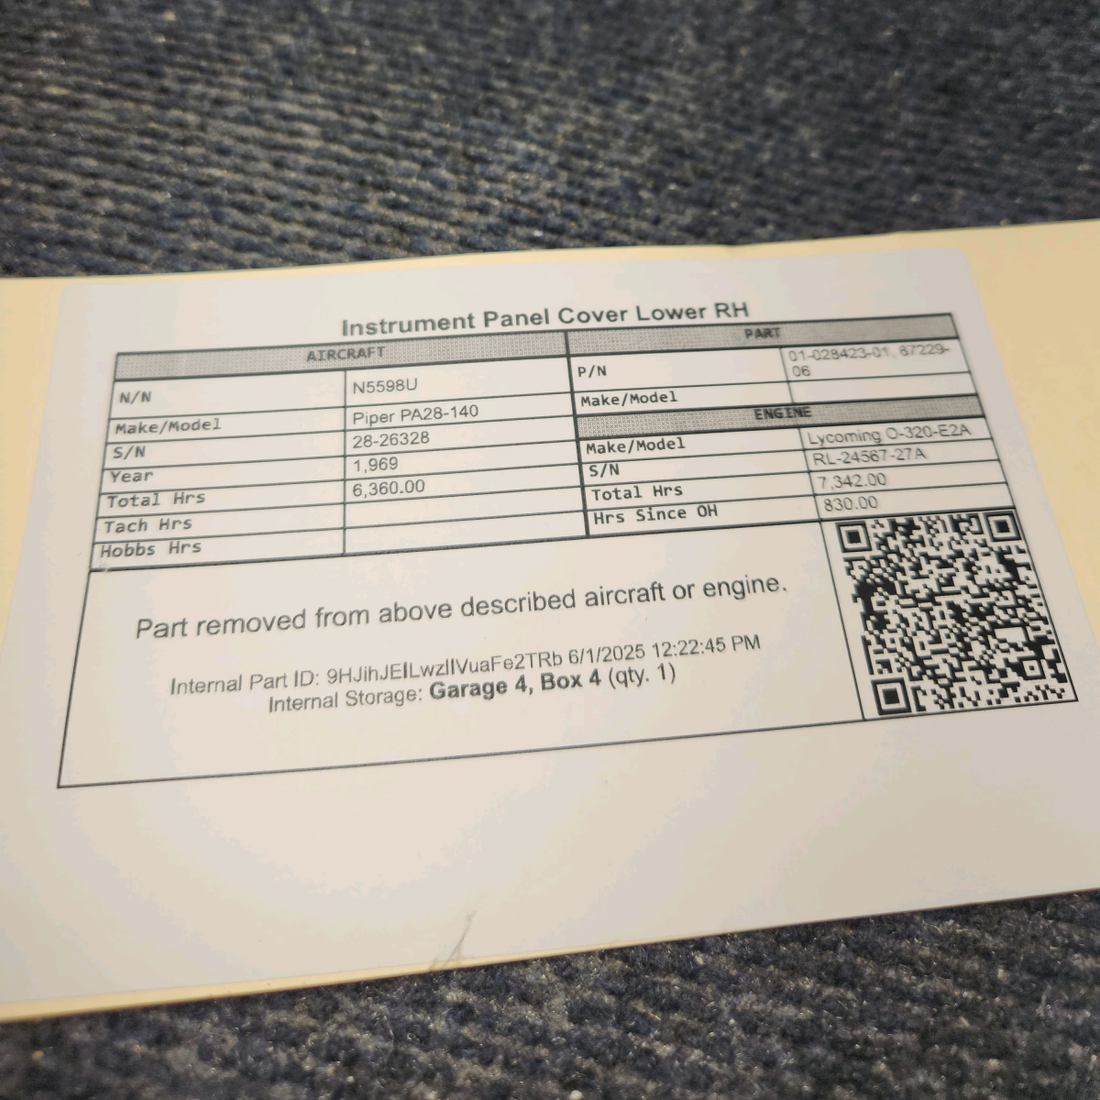 Instrument Panel Cover Lower RH
AIRCRAFT
N/N N5598U
Make/Model Piper PA28-140
S/N 28-26328
Year 1,969
Total Hrs 6,360.00
Tach Hrs
Hobbs Hrs
PART
P/N 01-028423-01, 67229-
06
Make/Model
ENGINE
Make/Model Lycoming O-320-E2A
S/N RL-24567-27A
Total Hrs 7,342.00
Hrs Since OH 830.00
Part removed from above described aircraft or engine.
Internal Part ID: 9HJihJEILwzlIVuaFe2TRb 6/1/2025 12:22:45 PM
Internal Storage: Garage 4, Box 4 (qty. 1)